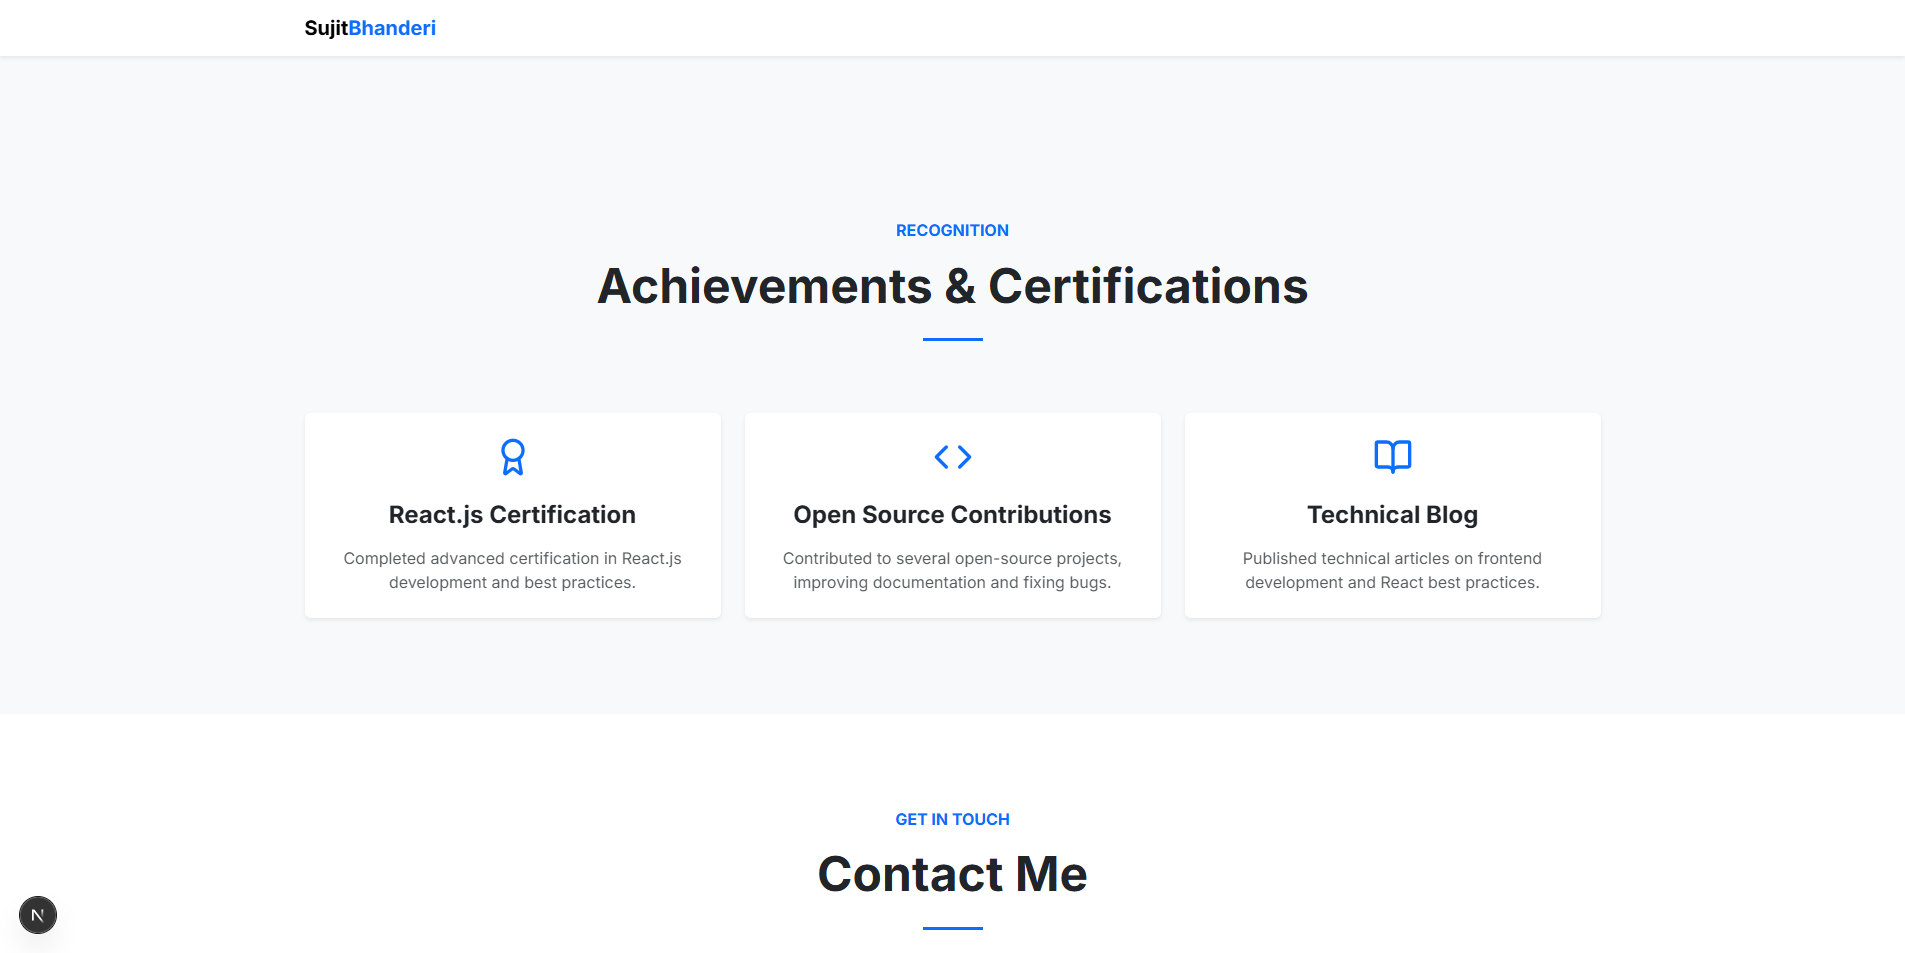 SujitBhanderi
RECOGNITION
Achievements & Certifications
React.js Certification
Completed advanced certification in React.js
development and best practices.
Open Source Contributions
Contributed to several open-source projects,
improving documentation and fixing bugs.
Technical Blog
Published technical articles on frontend
development and React best practices.
GET IN TOUCH
Contact Me
N